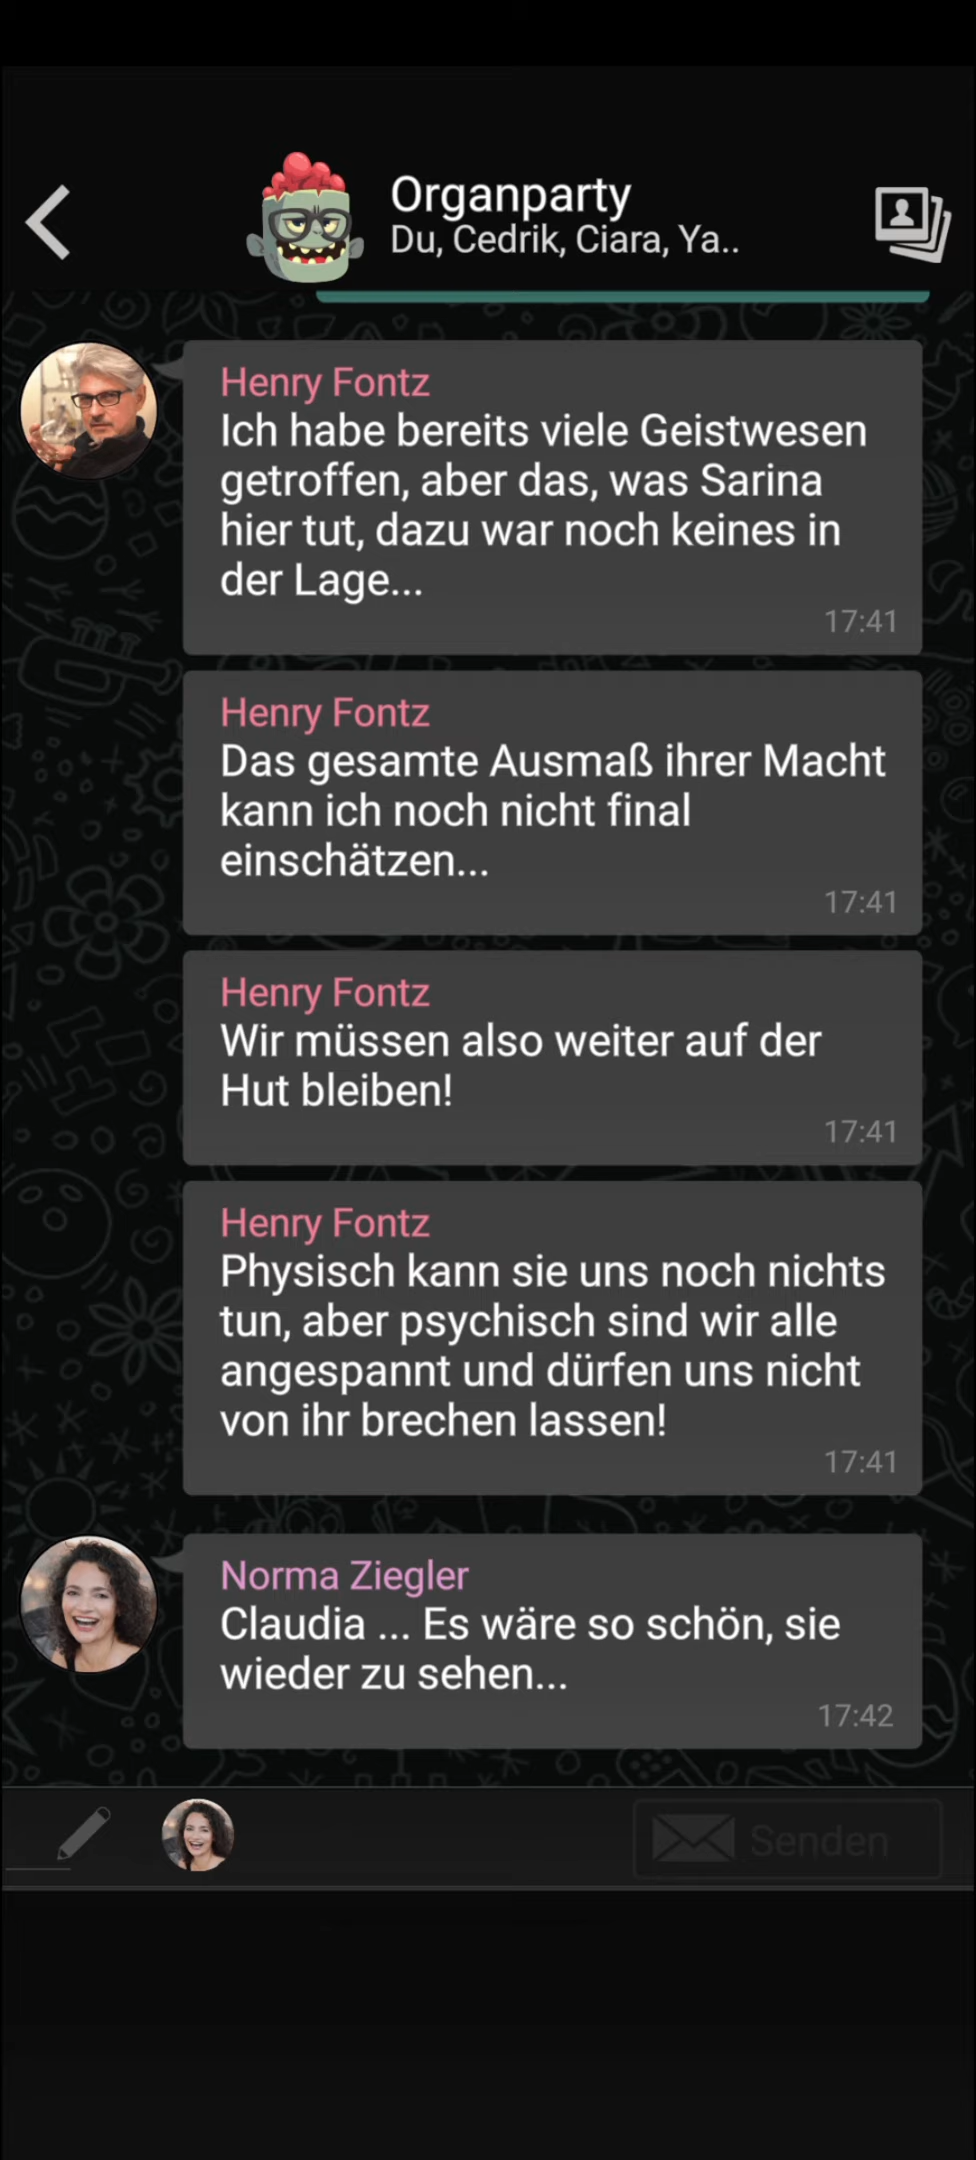 Organparty
Du, Cedrik, Ciara, Ya..
Henry Fontz
Ich habe bereits viele Geistwesen
getroffen, aber das, was Sarina
hier tut, dazu war noch keines in
der Lage...
17:41
Henry Fontz
Das gesamte Ausmaß ihrer Macht
kann ich noch nicht final
einschätzen...
17:41
Henry Fontz
Wir müssen also weiter auf der
Hut bleiben!
17:41
Henry Fontz
Physisch kann sie uns noch nichts
tun, aber psychisch sind wir alle
angespannt und dürfen uns nicht
von ihr brechen lassen!
17:41
Norma Ziegler
Claudia ... Es wäre so schön, sie
wieder zu sehen...
17:42
Senden